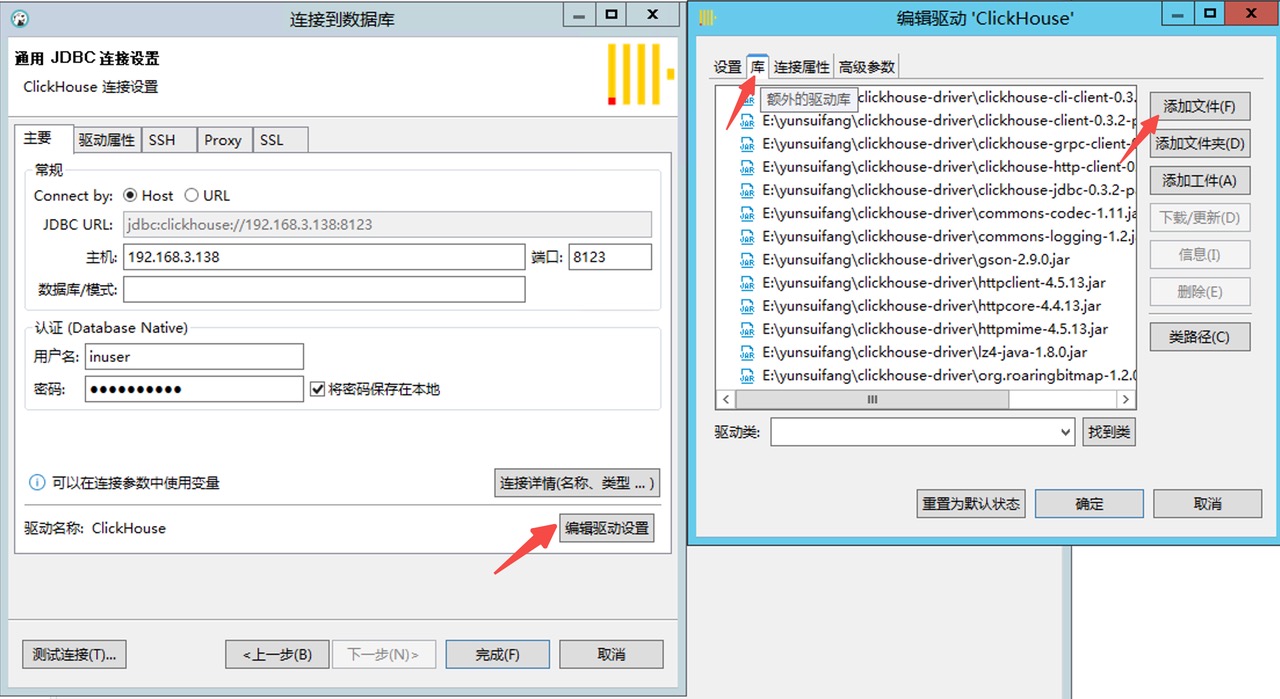 连接到数据库
通用 JDBC 连接设置
ClickHouse 连接设置
主要 驱动属性 SSH Proxy SSL
常规
Connect by: Host URL
JDBC URL: jdbc:clickhouse://192.168.3.138:8123
主机: 192.168.3.138 端口: 8123
数据库/模式:
认证 (Database Native)
用户名: inuser
密码: ●●●●●●●●●● 将密码保存在本地
可以在连接参数中使用变量 连接详情(名称、类型 ... )
驱动名称: ClickHouse 编辑驱动设置
测试连接(T)... <上一步(B) 下一步(N)> 完成(F) 取消
编辑驱动 'ClickHouse'
设置 库 连接属性 高级参数
额外的驱动库
clickhouse-driver\clickhouse-cli-client-0.3.
E:\yunsuifang\clickhouse-driver\clickhouse-client-0.3.2-p
E:\yunsuifang\clickhouse-driver\clickhouse-grpc-client-
E:\yunsuifang\clickhouse-driver\clickhouse-http-client-0
E:\yunsuifang\clickhouse-driver\clickhouse-jdbc-0.3.2-p
E:\yunsuifang\clickhouse-driver\commons-codec-1.11.ja
E:\yunsuifang\clickhouse-driver\commons-logging-1.2.j
E:\yunsuifang\clickhouse-driver\gson-2.9.0.jar
E:\yunsuifang\clickhouse-driver\httpclient-4.5.13.jar
E:\yunsuifang\clickhouse-driver\httpcore-4.4.13.jar
E:\yunsuifang\clickhouse-driver\httpmime-4.5.13.jar
E:\yunsuifang\clickhouse-driver\lz4-java-1.8.0.jar
E:\yunsuifang\clickhouse-driver\org.roaringbitmap-1.2.0
添加文件(F)
添加文件夹(D)
添加工件(A)
下载/更新(D)
信息(I)
删除(E)
类路径(C)
驱动类: 找到类
重置为默认状态 确定 取消